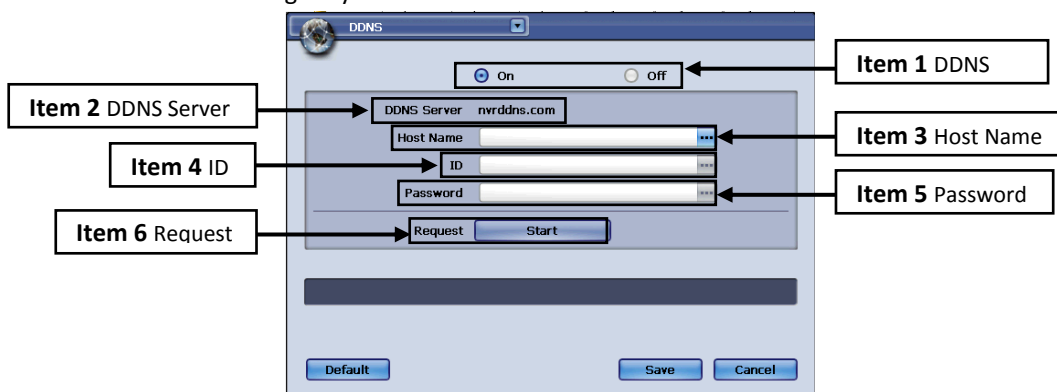 DDNS
On Off
Item 1 DDNS
Item 2 DDNS Server
DDNS Server nvrddns.com
Host Name
Item 3 Host Name
Item 4 ID
ID
Password
Item 5 Password
Item 6 Request
Request Start
Default Save Cancel